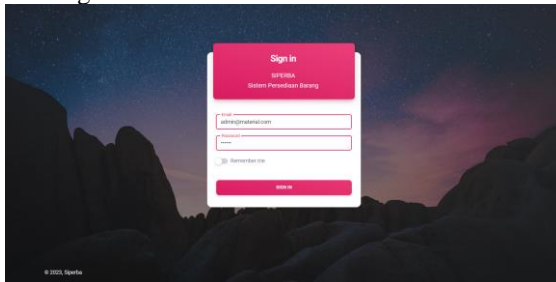 Sign in
SIPERBA
Sistem Persediaan Barang
Email
admin@material.com
Password
Remember me
SIGN IN
© 2023, Siperba